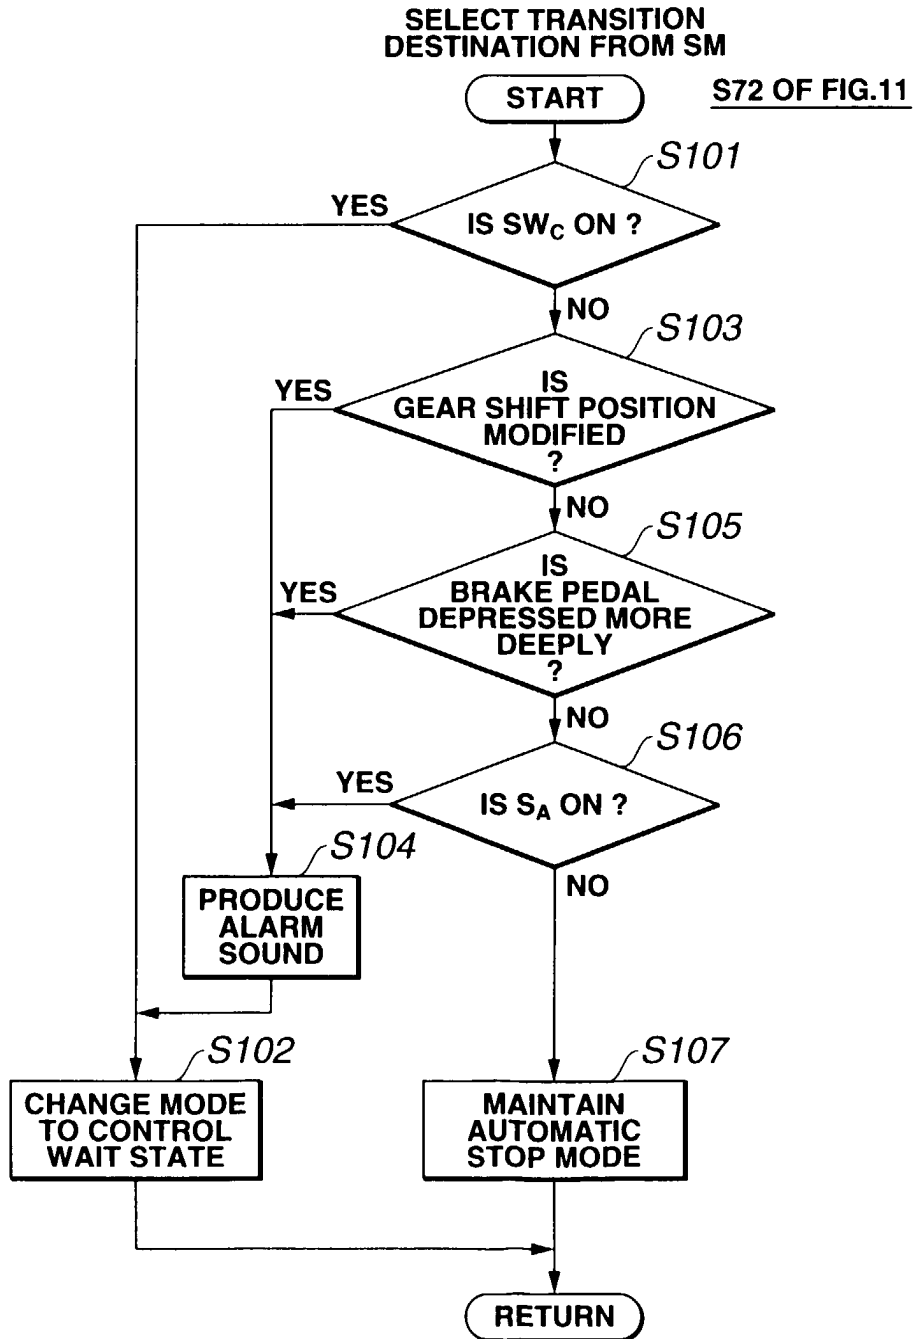 SELECT TRANSITION
DESTINATION FROM SM
START
S72 OF FIG.11
S101
YES
IS SWC ON ?
NO
S103
YES
IS
GEAR SHIFT POSITION
MODIFIED
?
NO
S105
YES
IS
BRAKE PEDAL
DEPRESSED MORE
DEEPLY
?
NO
S106
YES
IS SA ON ?
NO
S104
PRODUCE
ALARM
SOUND
S102
CHANGE MODE
TO CONTROL
WAIT STATE
S107
MAINTAIN
AUTOMATIC
STOP MODE
RETURN